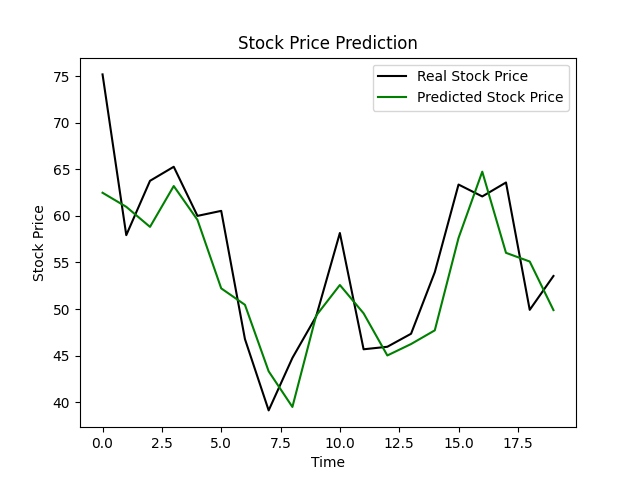 Stock Price Prediction
Real Stock Price
Predicted Stock Price
Stock Price
75
70
65
60
55
50
45
40
0.0 2.5 5.0 7.5 10.0 12.5 15.0 17.5
Time